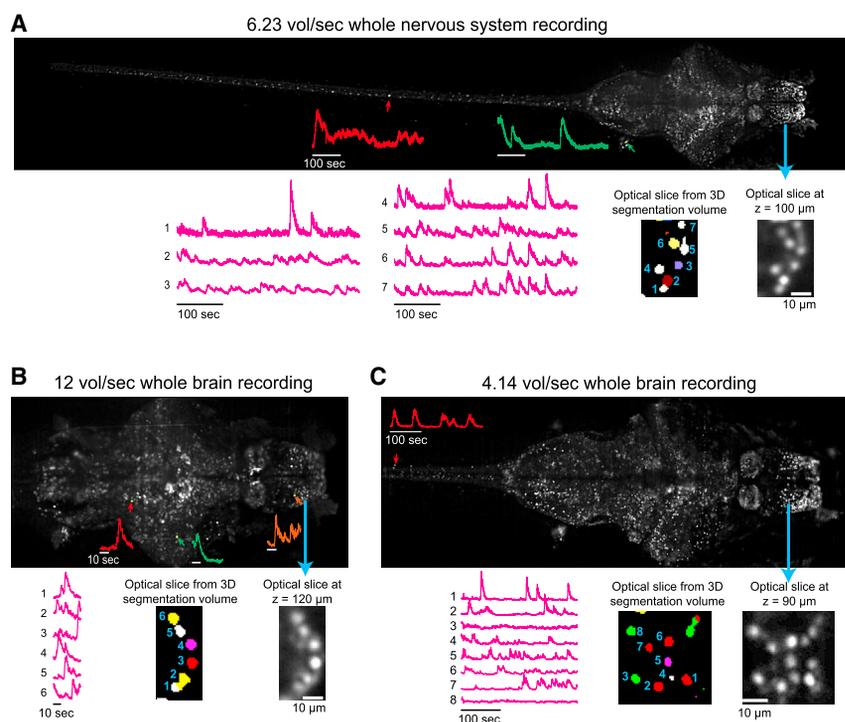 A
6.23 vol/sec whole nervous system recording
100 sec
1
2
3
100 sec
4
5
6
7
100 sec
Optical slice from 3D
segmentation volume
7
6
5
4
3
2
1
Optical slice at
z = 100 µm
10 µm
B
12 vol/sec whole brain recording
10 sec
1
2
3
4
5
6
10 sec
Optical slice from 3D
segmentation volume
6
5
4
3
2
1
Optical slice at
z = 120 µm
10 µm
C
4.14 vol/sec whole brain recording
100 sec
1
2
3
4
5
6
7
8
100 sec
Optical slice from 3D
segmentation volume
8
6
7
5
4
3
2
1
Optical slice at
z = 90 µm
10 µm